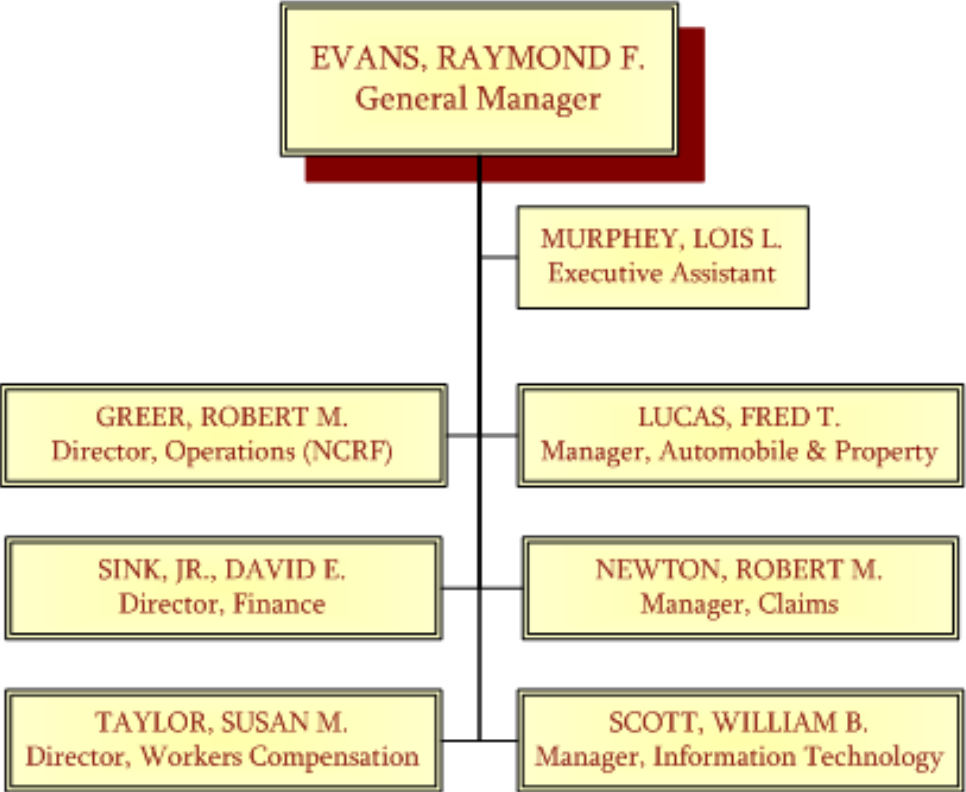 EVANS, RAYMOND F.
General Manager
MURPHEY, LOIS L.
Executive Assistant
GREER, ROBERT M.
Director, Operations (NCRF)
LUCAS, FRED T.
Manager, Automobile & Property
SINK, JR., DAVID E.
Director, Finance
NEWTON, ROBERT M.
Manager, Claims
TAYLOR, SUSAN M.
Director, Workers Compensation
SCOTT, WILLIAM B.
Manager, Information Technology